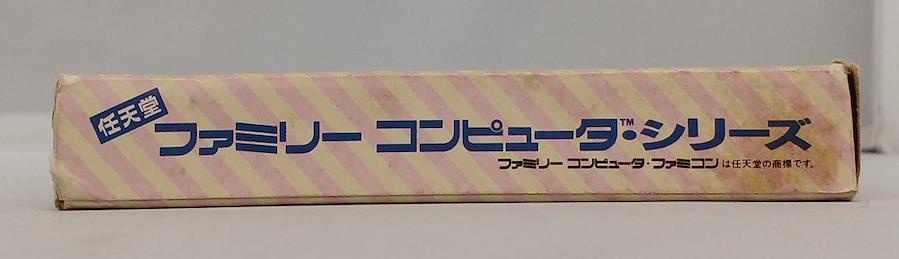 任天堂
ファミリー コンピュータ™・シリーズ
ファミリー コンピュータ・ファミコンは任天堂の商標です。